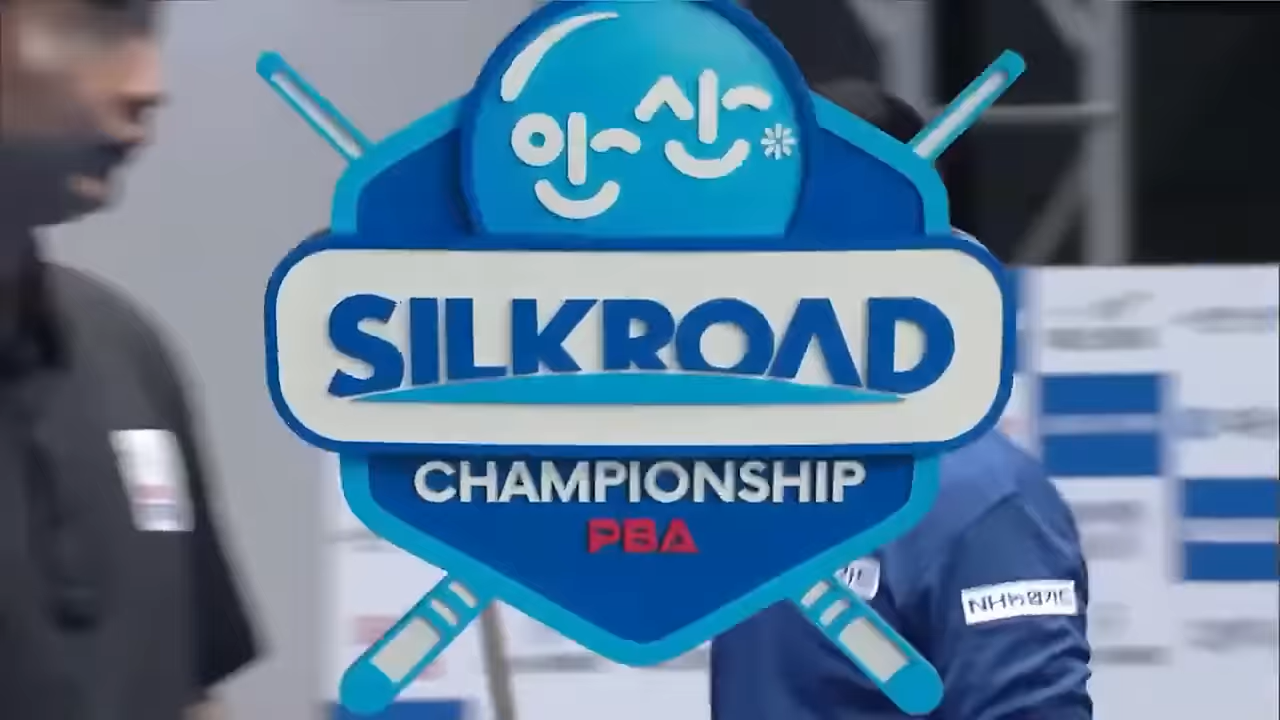 안산
SILKROAD
CHAMPIONSHIP
PBA
NH농협카드